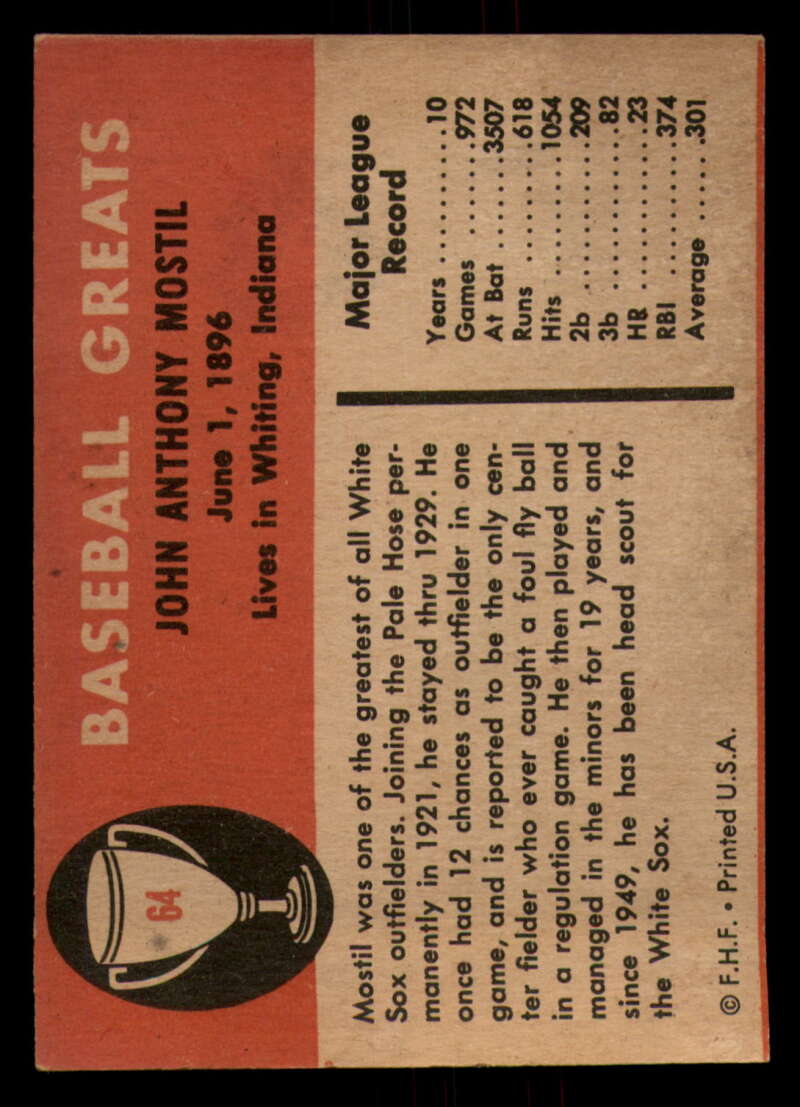 BASEBALL GREATS
64
JOHN ANTHONY MOSTIL
June 1, 1896
Lives in Whiting, Indiana
Mostil was one of the greatest of all White
Sox outfielders. Joining the Pale Hose per-
manently in 1921, he stayed thru 1929. He
once had 12 chances as outfielder in one
game, and is reported to be the only cen-
ter fielder who ever caught a foul fly ball
in a regulation game. He then played and
managed in the minors for 19 years, and
since 1949, he has been head scout for
the White Sox.
Major League
Record
Years ..........10
Games .......972
At Bat .....3507
Runs .........618
Hits .........1054
2b ............209
3b ..............82
HR .............23
RBI ...........374
Average ......301
© F.H.F. • Printed U.S.A.